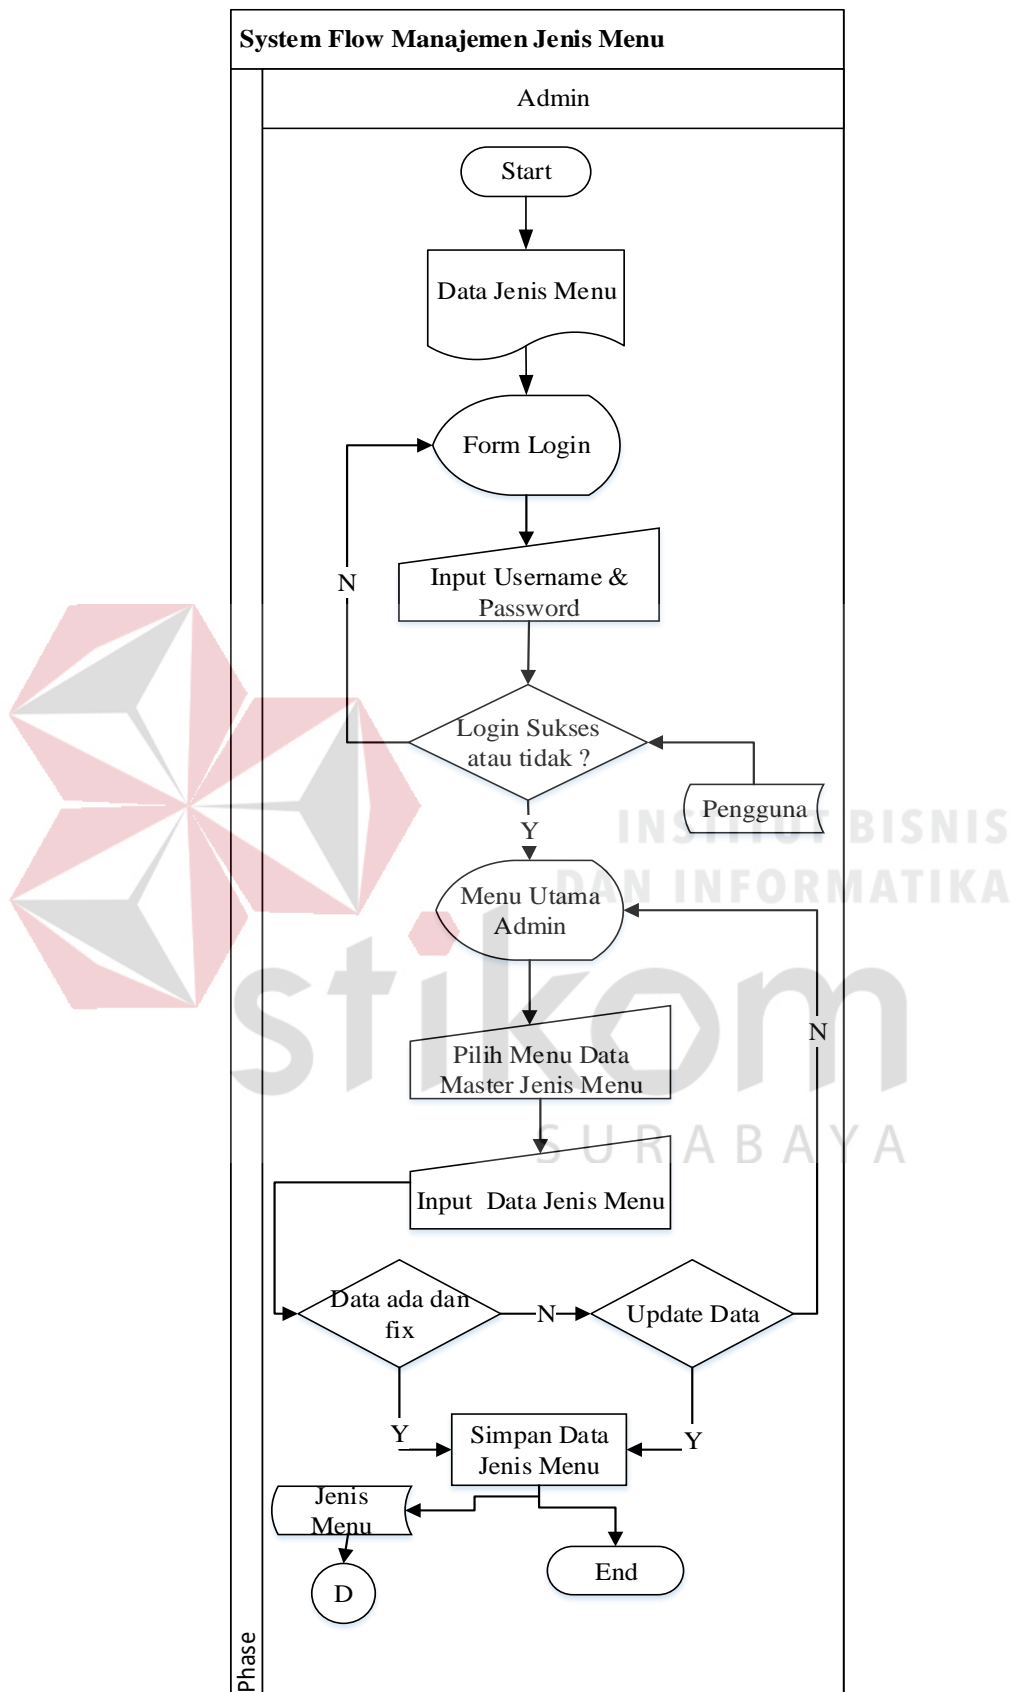 System Flow Manajemen Jenis Menu
Admin
Start
Data Jenis Menu
Form Login
N
Input Username &
Password
Login Sukses
atau tidak ?
Pengguna
Y
INSTITUT BISNIS
DAN INFORMATIKA
Menu Utama
Admin
stikom
N
Pilih Menu Data
Master Jenis Menu
SURABAYA
Input Data Jenis Menu
Data ada dan
fix
N
Update Data
Y
Simpan Data
Jenis Menu
Y
Jenis
Menu
End
D
Phase